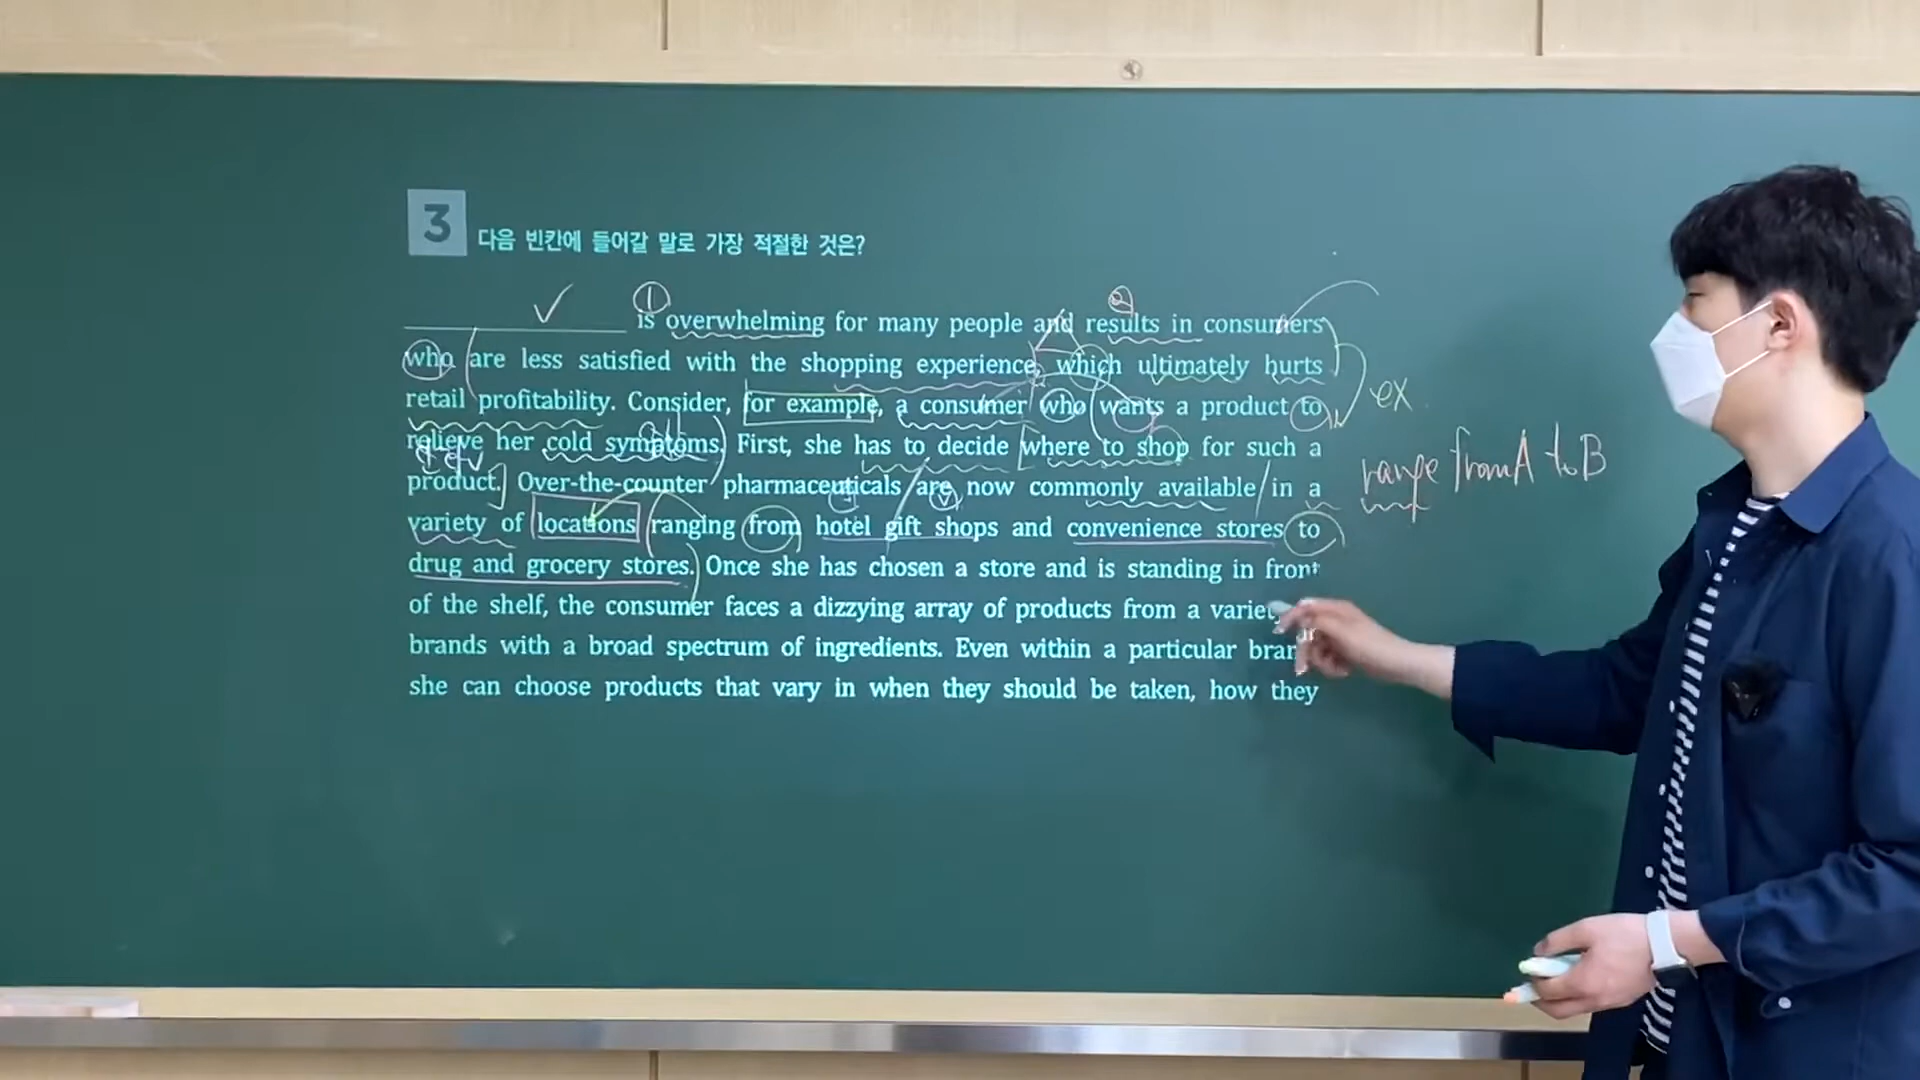 3
다음 빈칸에 들어갈 말로 가장 적절한 것은?
① ②
is overwhelming for many people and results in consumers
who are less satisfied with the shopping experience, which ultimately hurts
retail profitability. Consider, for example, a consumer who wants a product to
ex
relieve her cold symptoms. First, she has to decide where to shop for such a
range from A to B
product. Over-the-counter pharmaceuticals are now commonly available in a
variety of locations ranging from hotel gift shops and convenience stores to
drug and grocery stores. Once she has chosen a store and is standing in front
of the shelf, the consumer faces a dizzying array of products from a
brands with a broad spectrum of ingredients. Even within a particular
she can choose products that vary in when they should be taken, how they